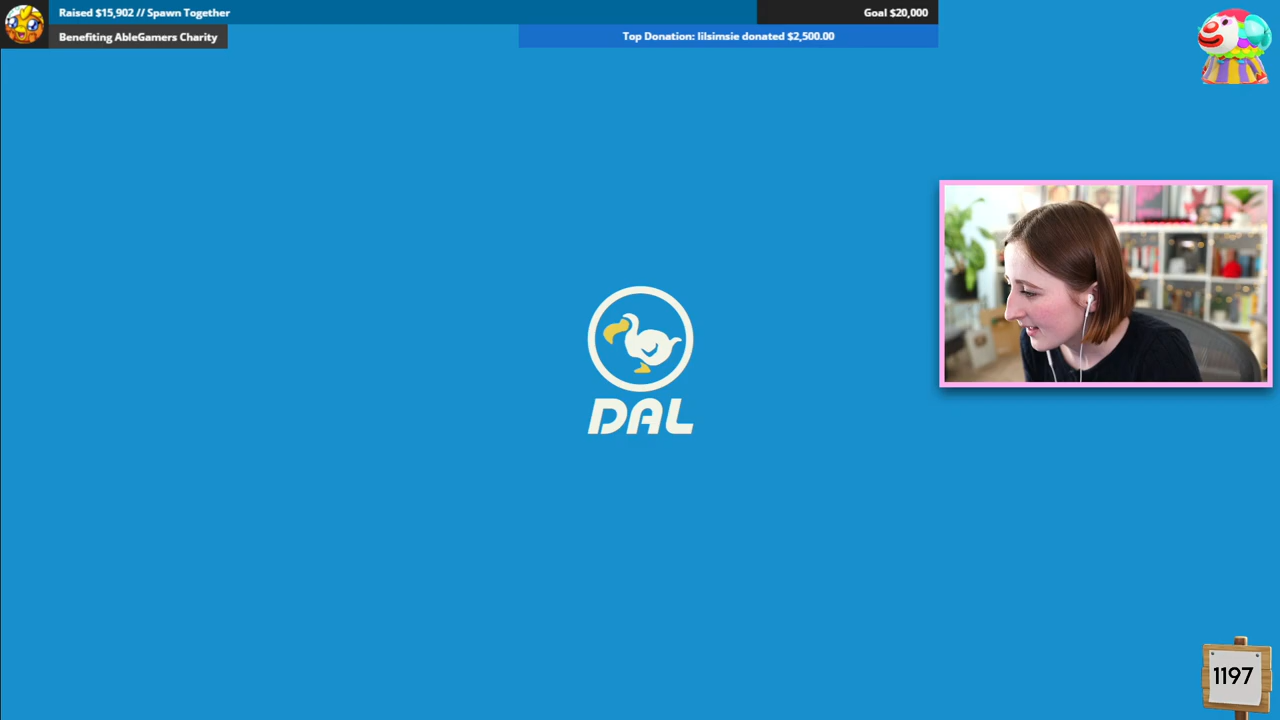 Raised $15,902 // Spawn Together
Goal $20,000
Benefiting AbleGamers Charity
Top Donation: lilsimsie donated $2,500.00
DAL
1197